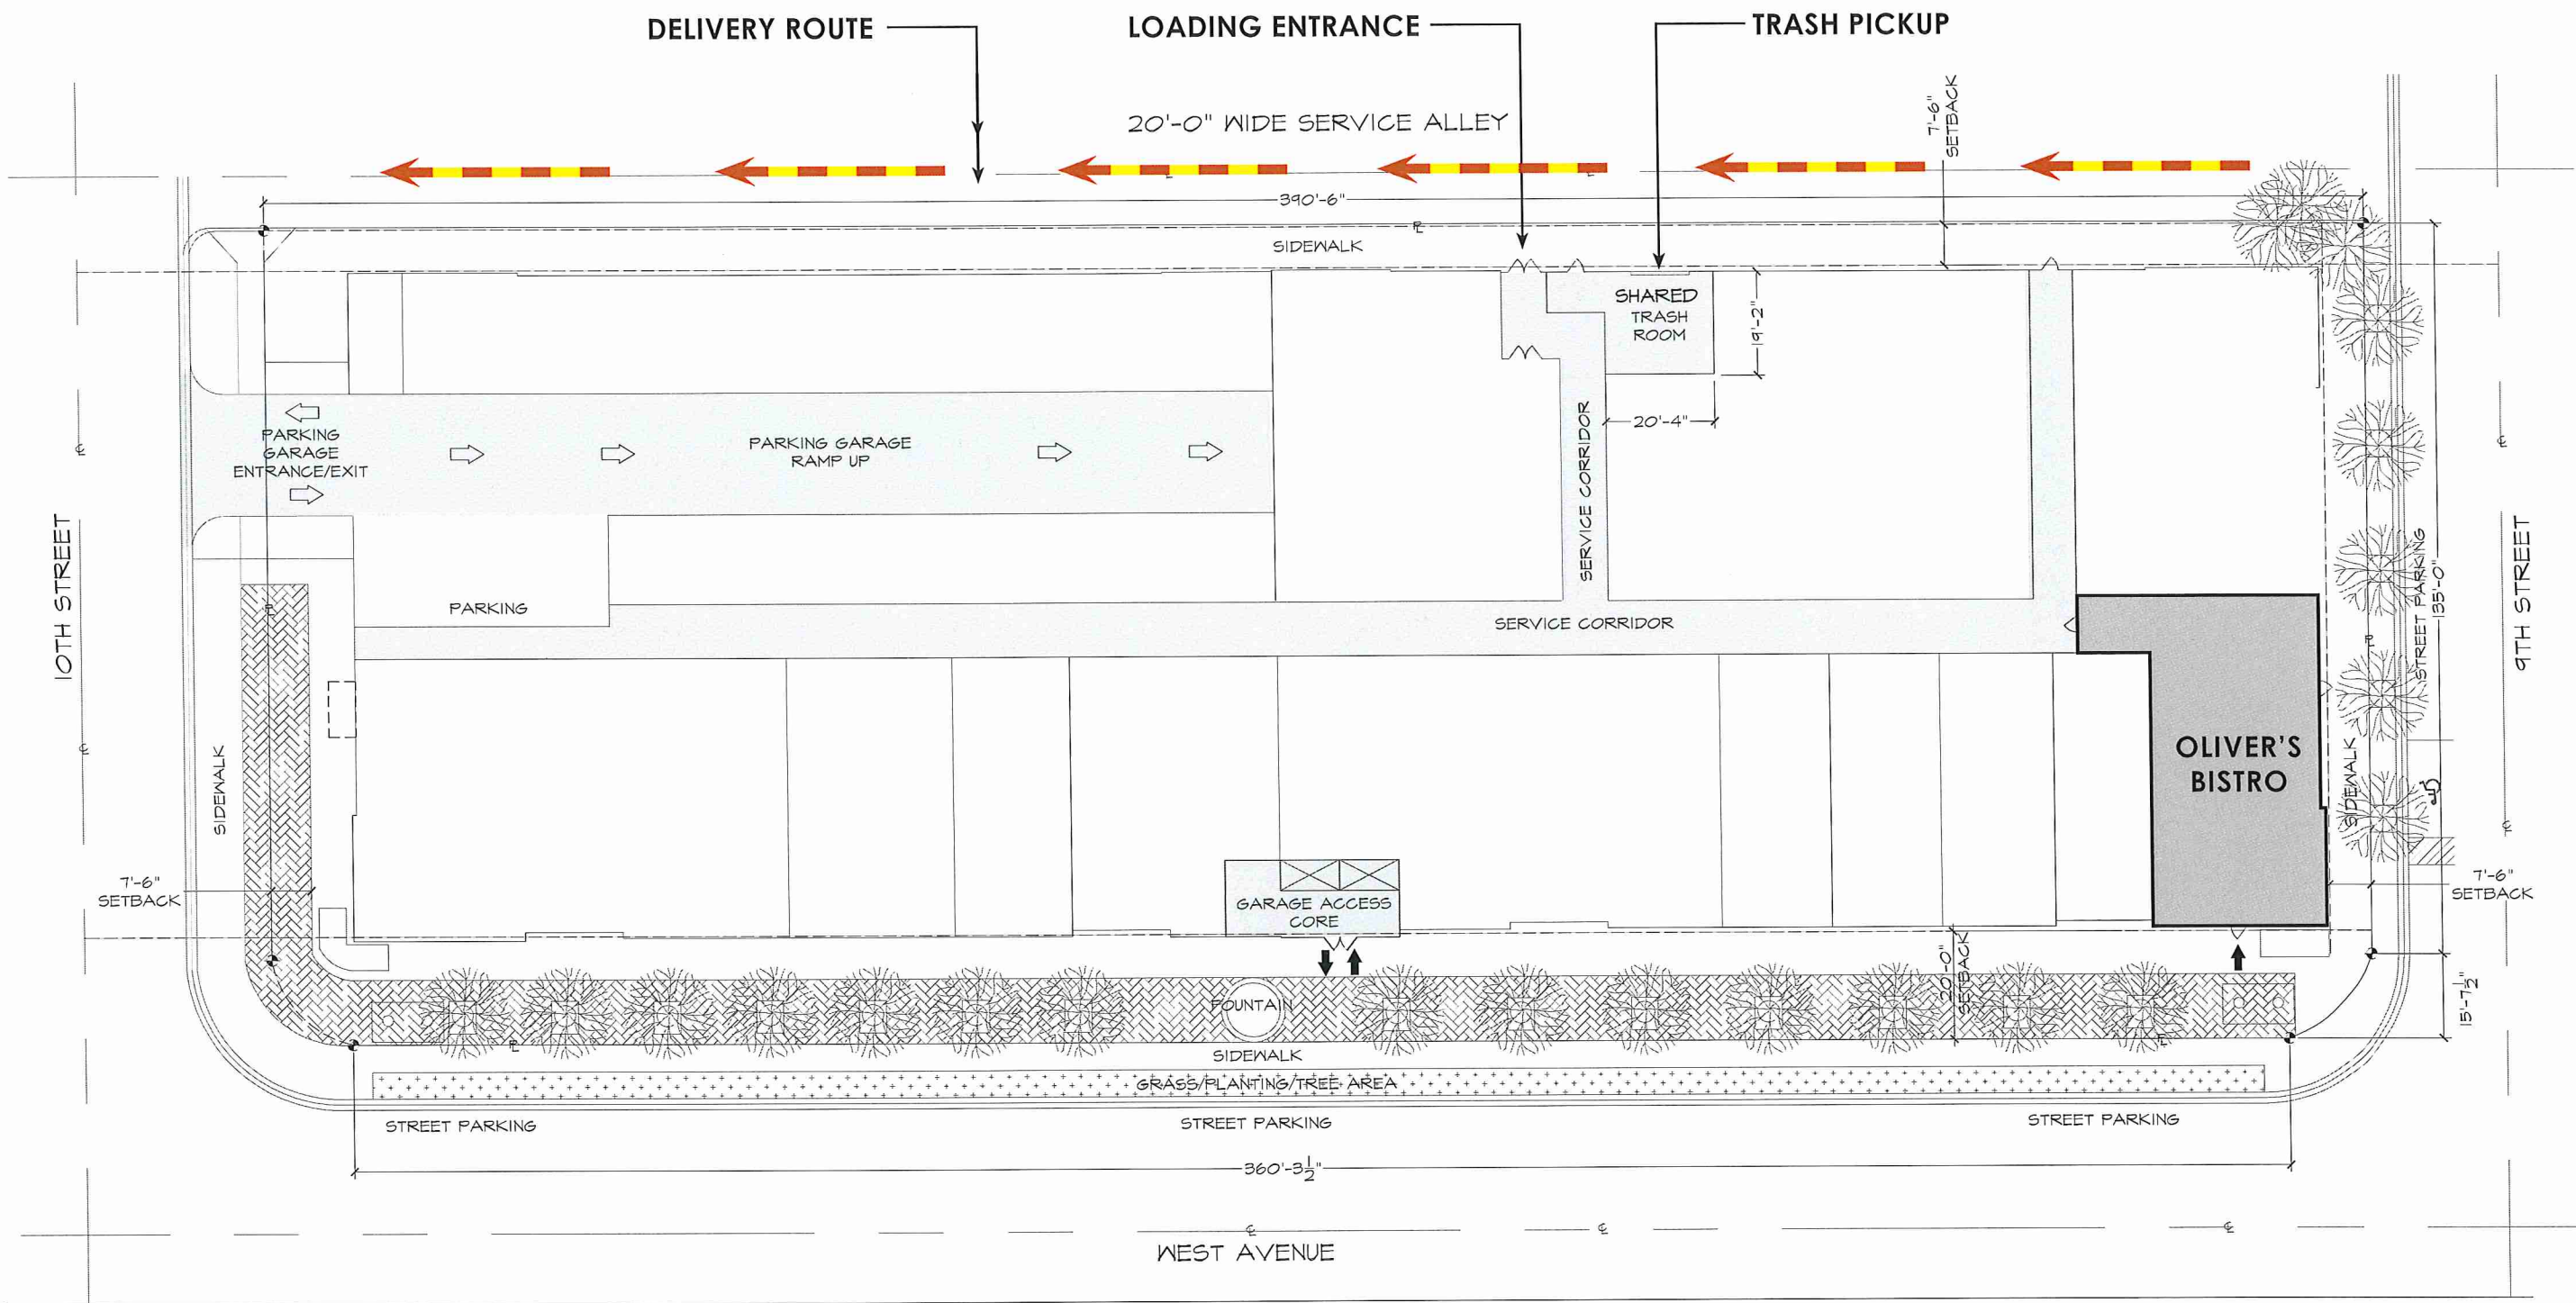 DELIVERY ROUTE
LOADING ENTRANCE
TRASH PICKUP
20'-0" WIDE SERVICE ALLEY
7'-6"
SETBACK
390'-6"
SIDEWALK
SHARED
TRASH
ROOM
19'-2"
20'-4"
PARKING
GARAGE
ENTRANCE/EXIT
PARKING GARAGE
RAMP UP
SERVICE CORRIDOR
10TH STREET
9TH STREET
STREET PARKING
135'-0"
PARKING
SERVICE CORRIDOR
SIDEWALK
OLIVER'S
BISTRO
SIDEWALK
7'-6"
SETBACK
7'-6"
SETBACK
GARAGE ACCESS
CORE
20'-0"
SETBACK
15'-7 1/2"
FOUNTAIN
SIDEWALK
GRASS/PLANTING/TREE AREA
STREET PARKING
STREET PARKING
STREET PARKING
360'-3 1/2"
WEST AVENUE